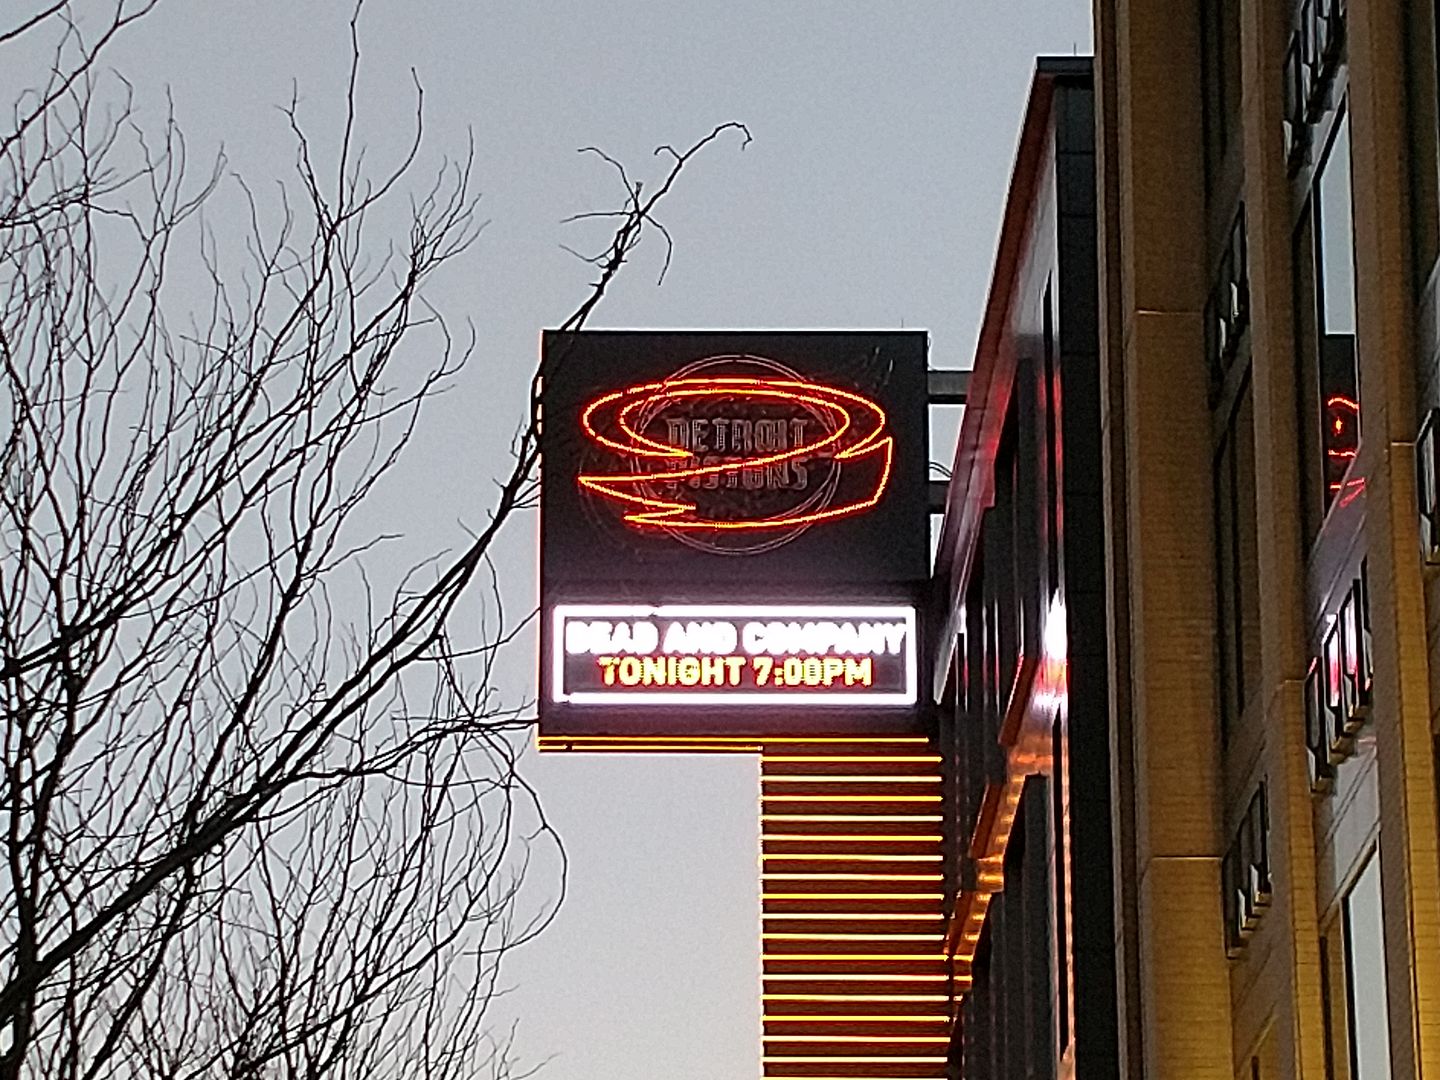 DETROIT
PISTONS
DEAD AND COMPANY
TONIGHT 7:00PM